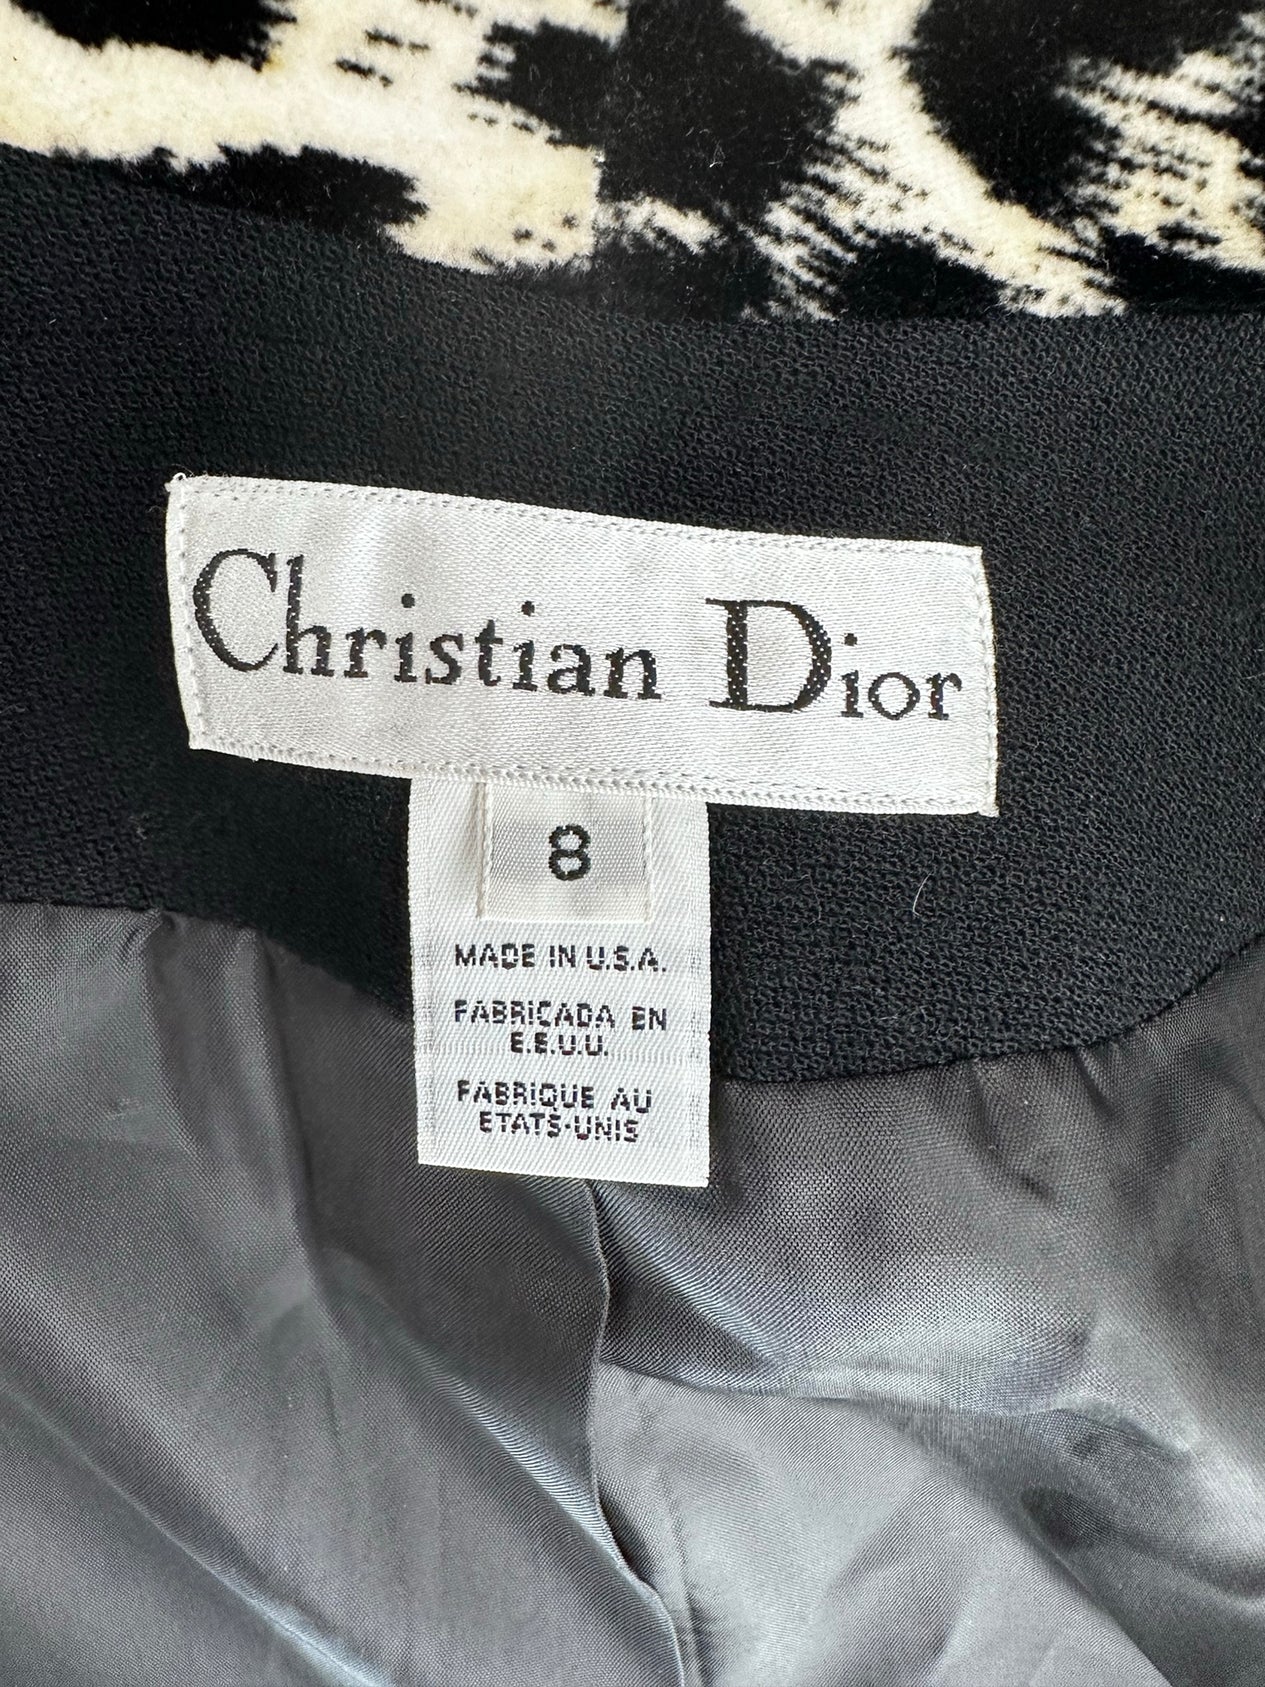 Christian Dior
8
MADE IN U.S.A.
FABRICADA EN
E.E.U.U.
FABRIQUE AU
ETATS-UNIS